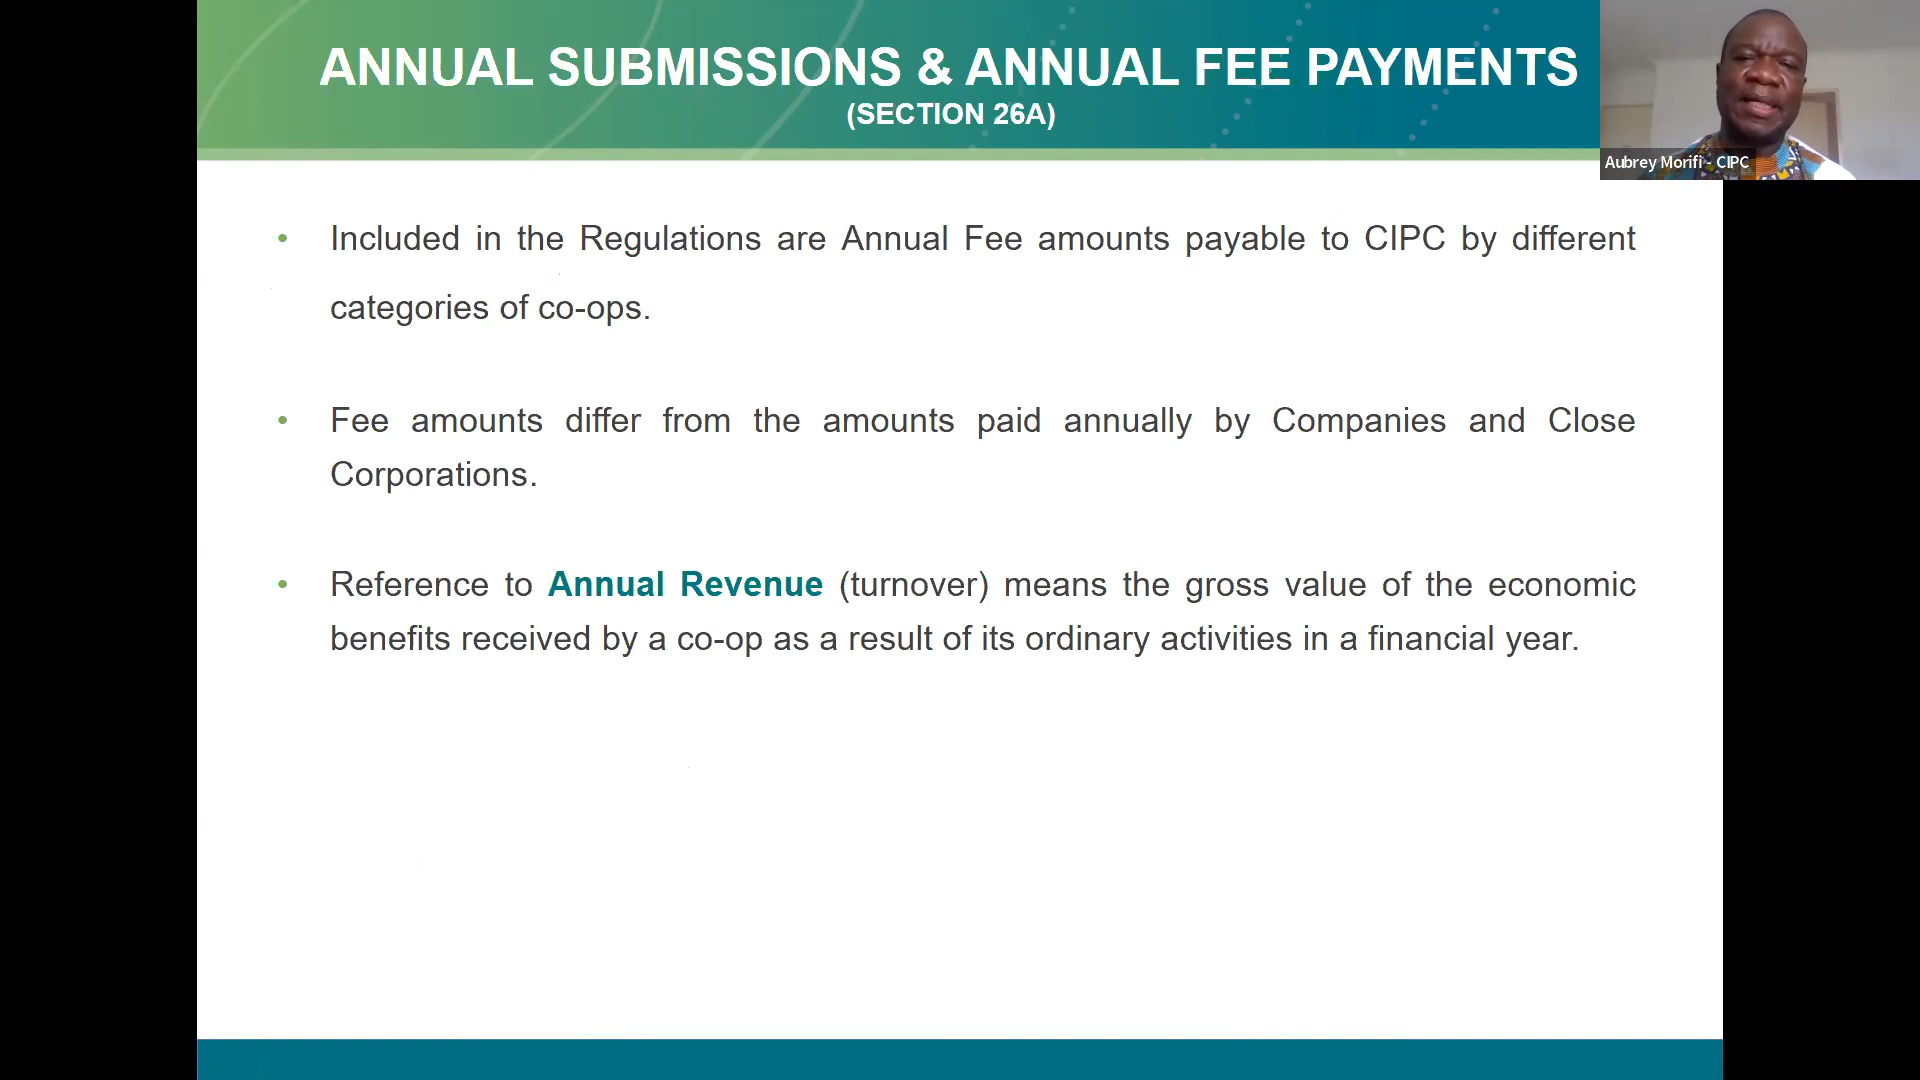 ANNUAL SUBMISSIONS & ANNUAL FEE PAYMENTS
(SECTION 26A)
Aubrey Morifi - CIPC
• Included in the Regulations are Annual Fee amounts payable to CIPC by different
categories of co-ops.
• Fee amounts differ from the amounts paid annually by Companies and Close
Corporations.
• Reference to Annual Revenue (turnover) means the gross value of the economic
benefits received by a co-op as a result of its ordinary activities in a financial year.